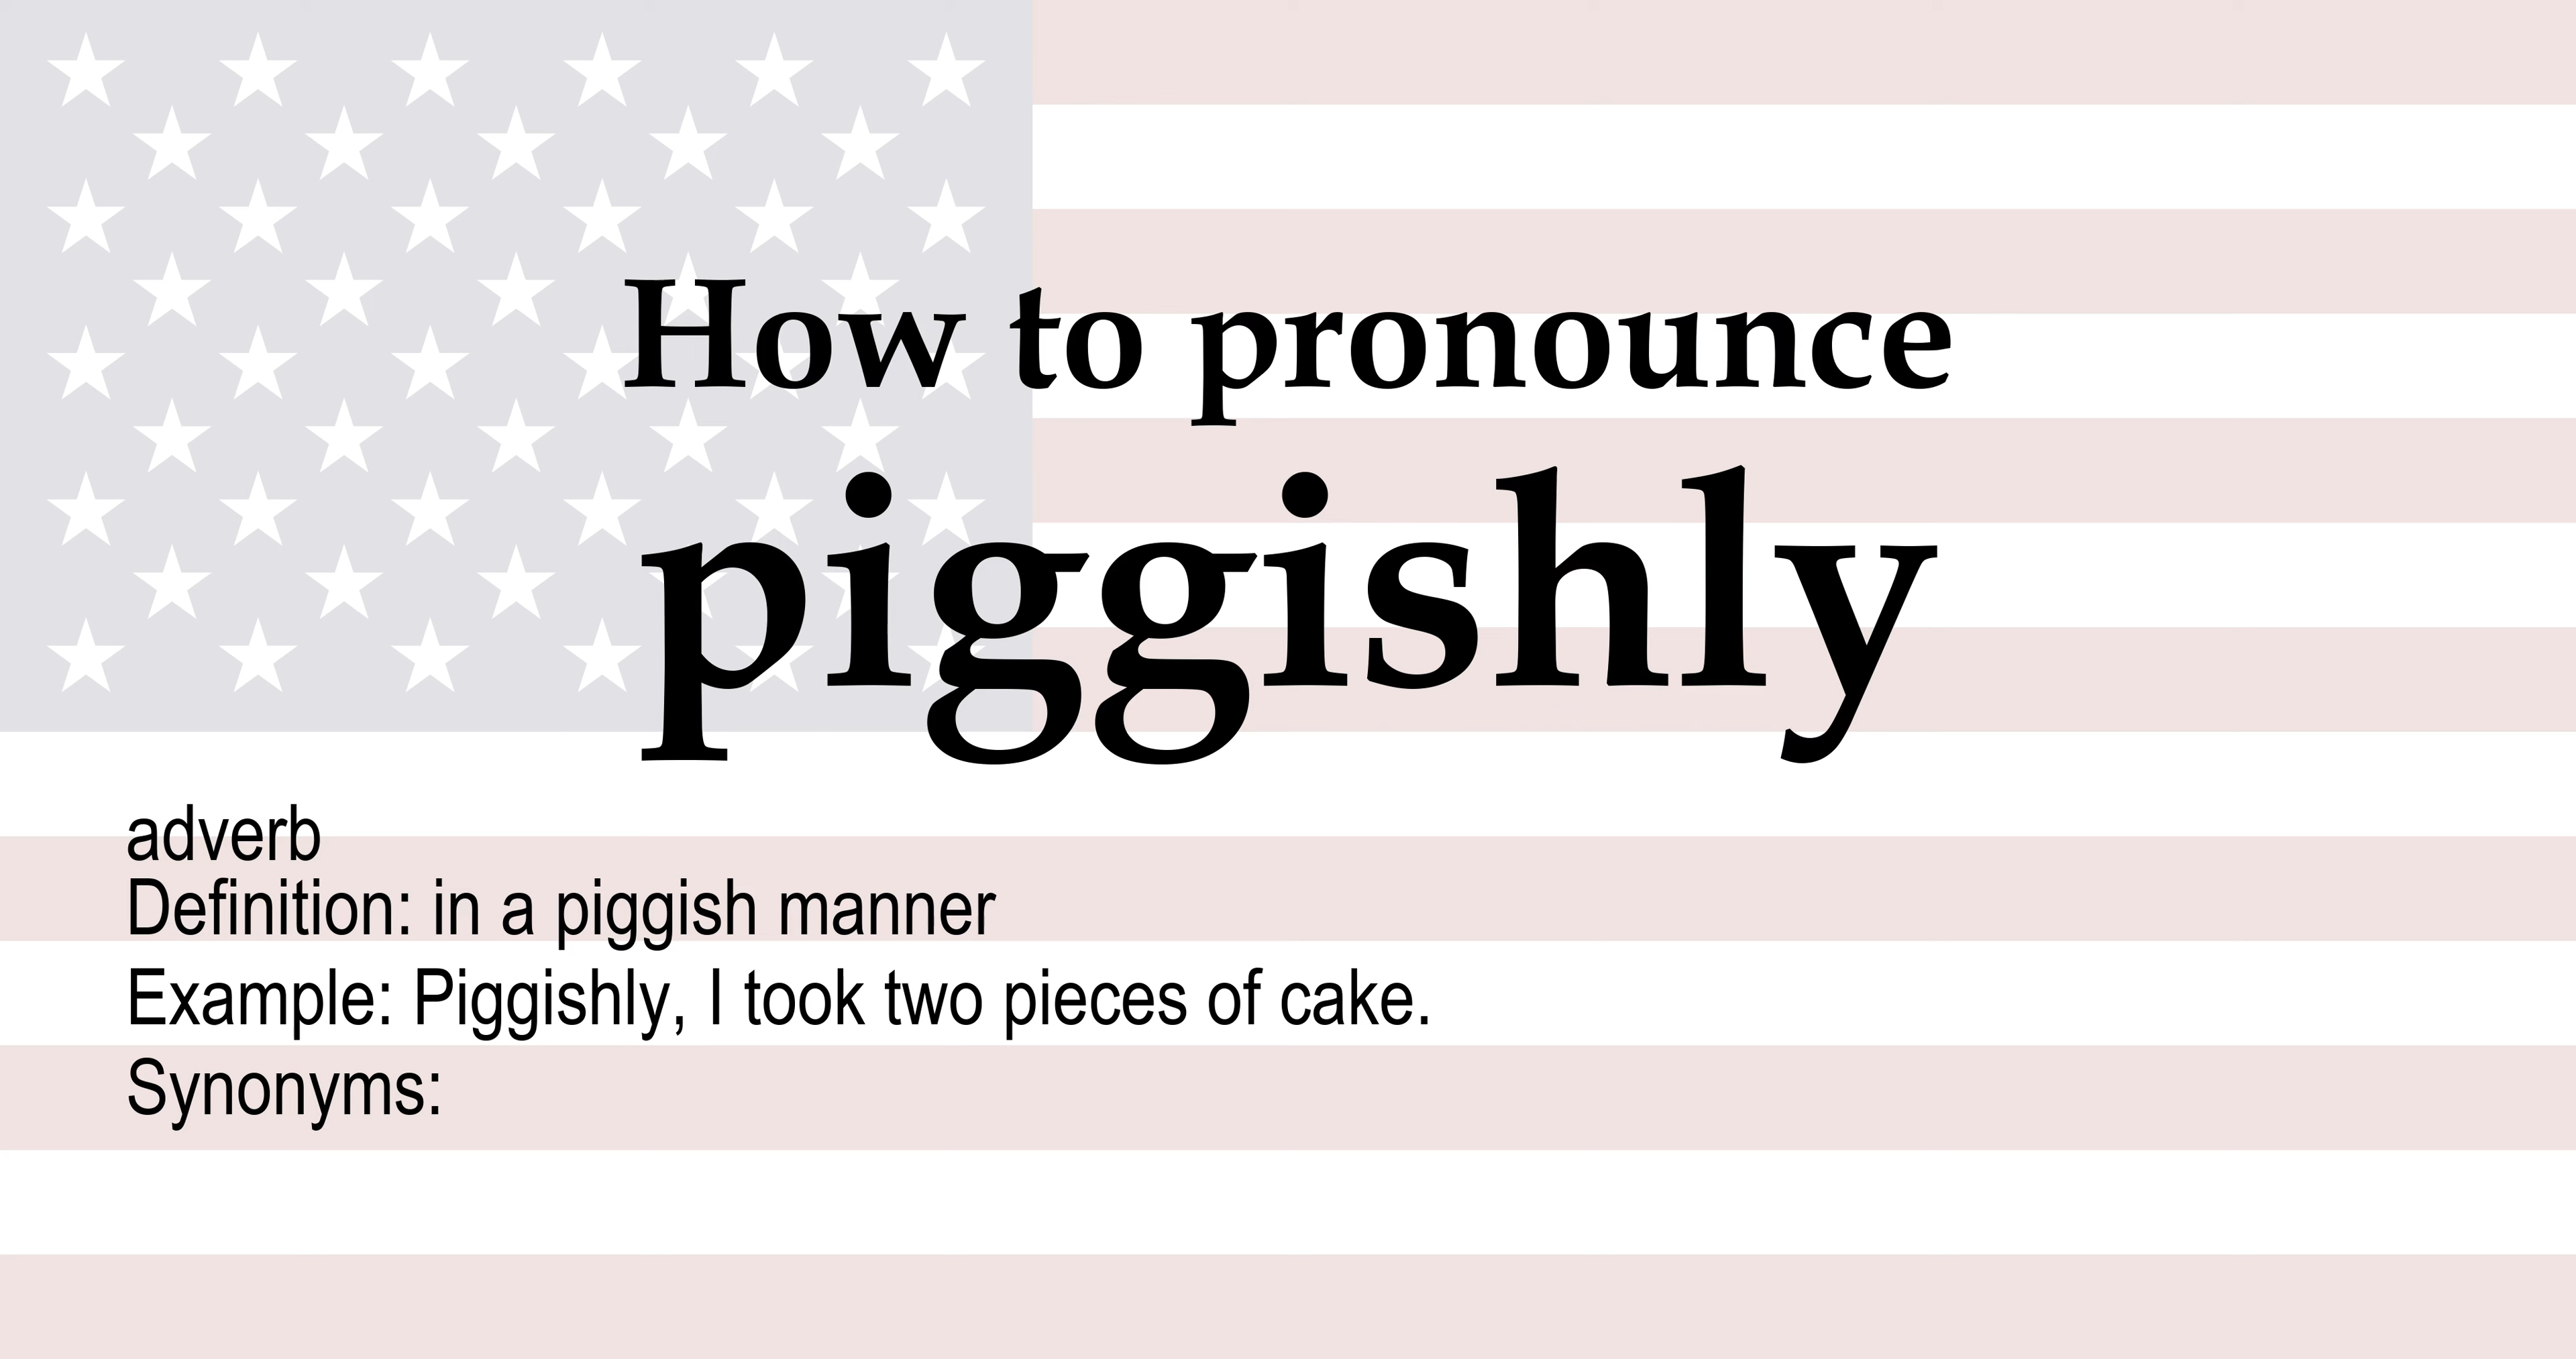 How to pronounce
piggishly
adverb
Definition: in a piggish manner
Example: Piggishly, I took two pieces of cake.
Synonyms: